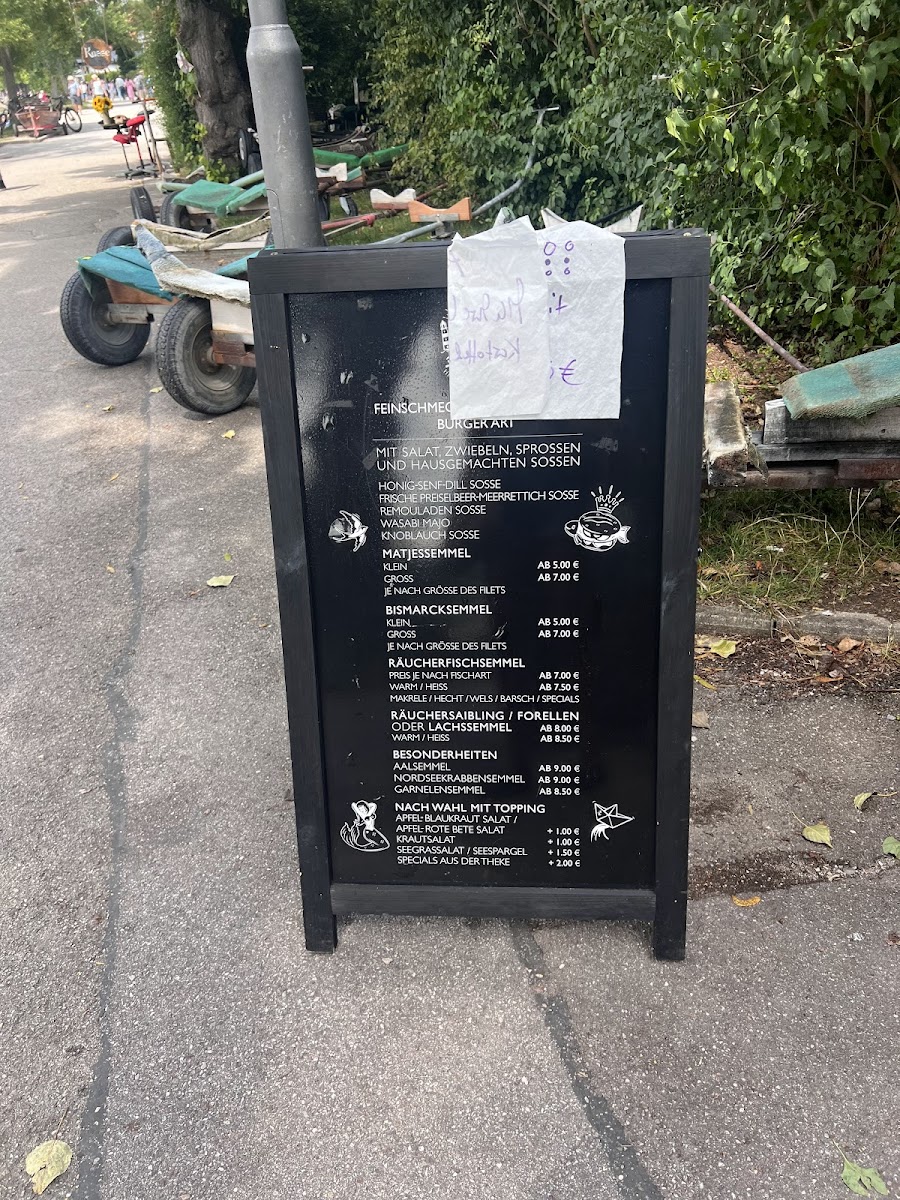 Rasse
FEINSCHMEC
BURGER ART
MIT SALAT, ZWIEBELN, SPROSSEN
UND HAUSGEMACHTEN SOSSEN
HONIG-SENF-DILL SOSSE
FRISCHE PREISELBEER-MEERRETTICH SOSSE
REMOULADEN SOSSE
WASABI MAJO
KNOBLAUCH SOSSE
MATJESSEMMEL
KLEIN AB 5.00 €
GROSS AB 7.00 €
JE NACH GRÖSSE DES FILETS
BISMARCKSEMMEL
KLEIN AB 5.00 €
GROSS AB 7.00 €
JE NACH GRÖSSE DES FILETS
RÄUCHERFISCHSEMMEL
PREIS JE NACH FISCHART AB 7.00 €
WARM / HEISS AB 7.50 €
MAKRELE / HECHT / WELS / BARSCH / SPECIALS
RÄUCHERSAIBLING / FORELLEN
ODER LACHSSEMMEL AB 8.00 €
WARM / HEISS AB 8.50 €
BESONDERHEITEN
AALSEMMEL AB 9.00 €
NORDSEEKRABBENSEMMEL AB 9.00 €
GARNELENSEMMEL AB 8.50 €
NACH WAHL MIT TOPPING
APFEL-BLAUKRAUT SALAT /
APFEL-ROTE BETE SALAT + 1.00 €
KRAUTSALAT + 1.00 €
SEEGRASSALAT / SEESPARGEL + 1.50 €
SPECIALS AUS DER THEKE + 2.00 €